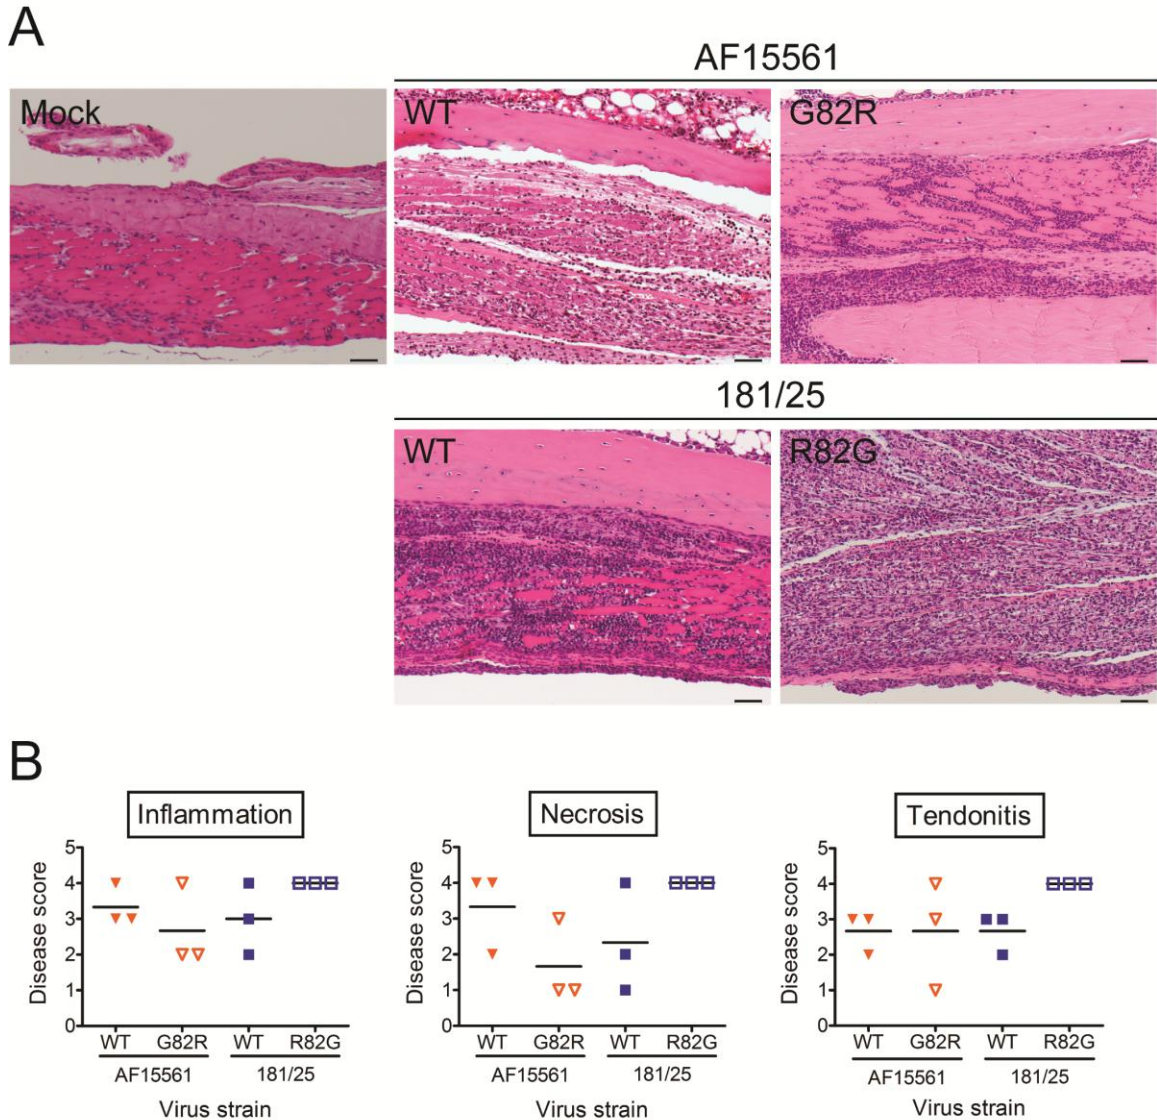 A
AF15561
Mock
WT
G82R
181/25
WT
R82G
B
Inflammation
Disease score
5
4
3
2
1
0
WT G82R WT R82G
AF15561 181/25
Virus strain
Necrosis
Disease score
5
4
3
2
1
0
WT G82R WT R82G
AF15561 181/25
Virus strain
Tendonitis
Disease score
5
4
3
2
1
0
WT G82R WT R82G
AF15561 181/25
Virus strain